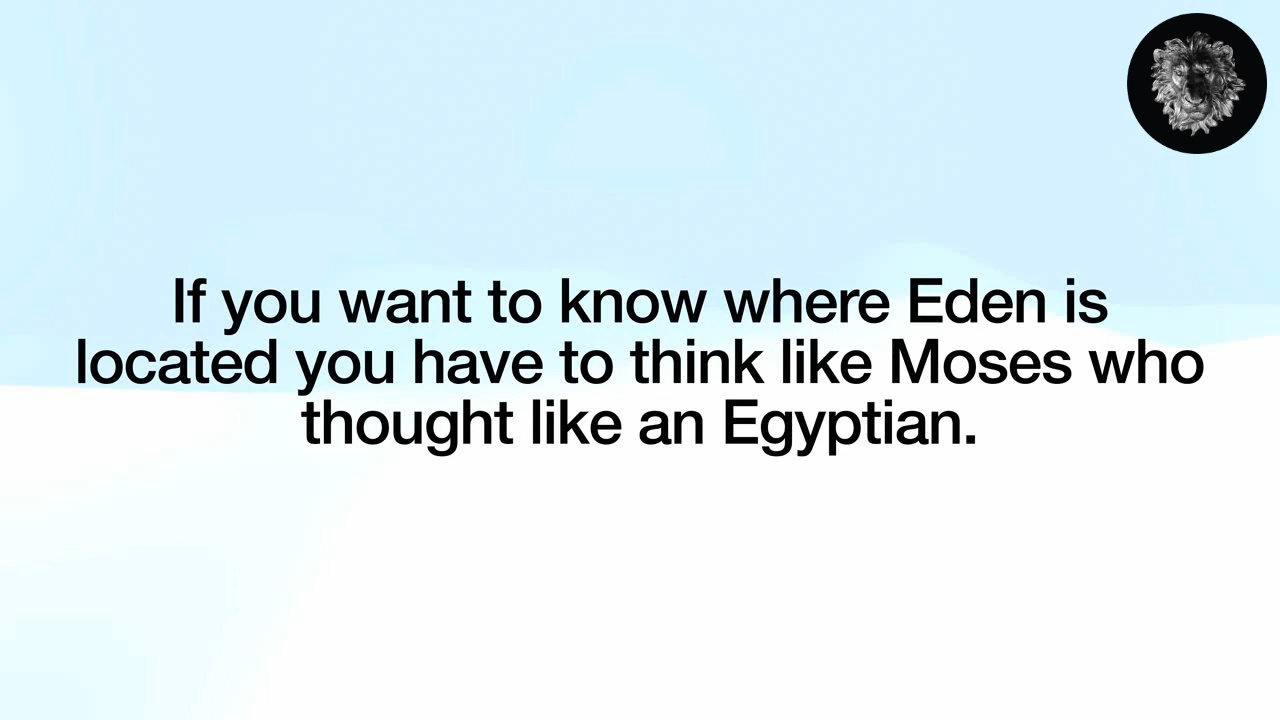 If you want to know where Eden is
located you have to think like Moses who
thought like an Egyptian.